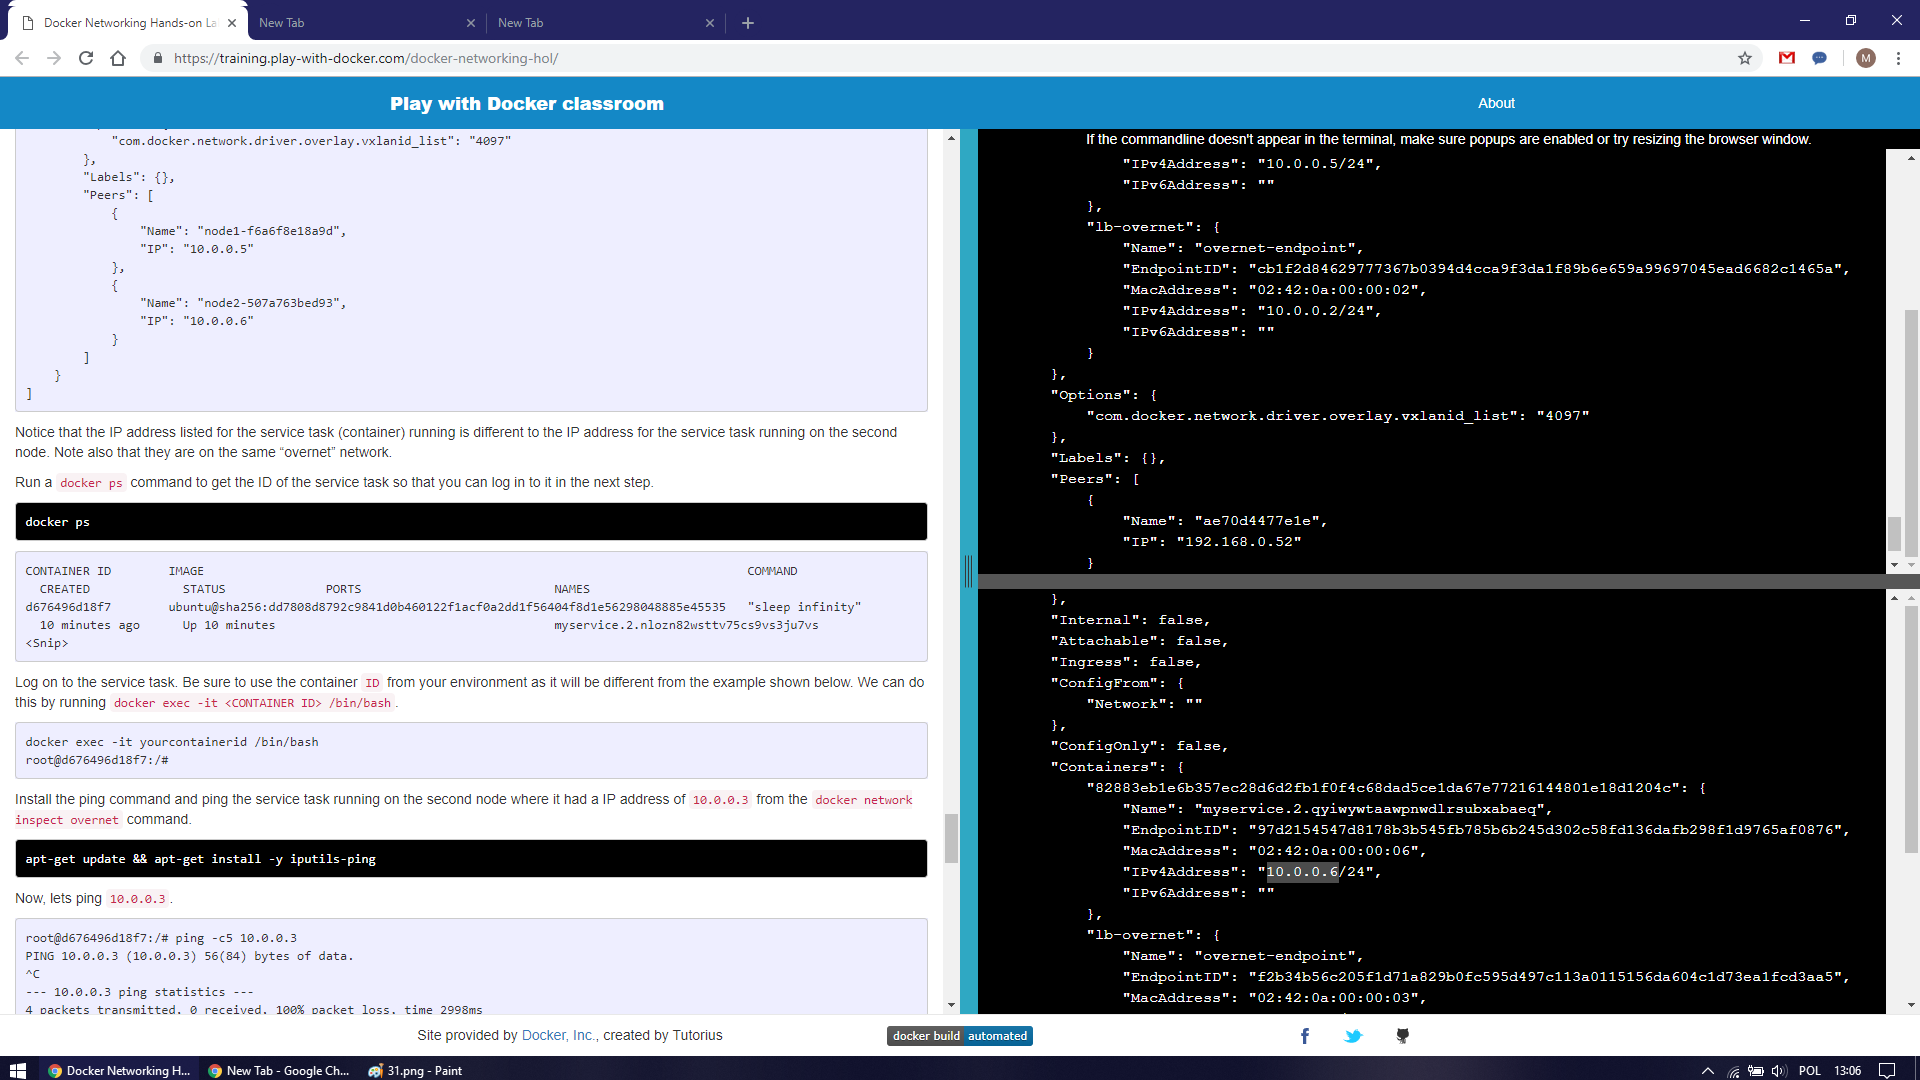 Docker Networking Hands-on La
New Tab
New Tab
https://training.play-with-docker.com/docker-networking-hol/
M
Play with Docker classroom
About
"com.docker.network.driver.overlay.vxlanid_list": "4097"
},
"Labels": {},
"Peers": [
{
"Name": "node1-f6a6f8e18a9d",
"IP": "10.0.0.5"
},
{
"Name": "node2-507a763bed93",
"IP": "10.0.0.6"
}
]
}
]
Notice that the IP address listed for the service task (container) running is different to the IP address for the service task running on the second
node. Note also that they are on the same “overnet” network.
Run a docker ps command to get the ID of the service task so that you can log in to it in the next step.
docker ps
CONTAINER ID IMAGE COMMAND
CREATED STATUS PORTS NAMES
d676496d18f7 ubuntu@sha256:dd7808d8792c9841d0b460122f1acf0a2dd1f56404f8d1e56298048885e45535 "sleep infinity"
10 minutes ago Up 10 minutes myservice.2.nlozn82wsttv75cs9vs3ju7vs
<Snip>
Log on to the service task. Be sure to use the container ID from your environment as it will be different from the example shown below. We can do
this by running docker exec -it <CONTAINER ID> /bin/bash.
docker exec -it yourcontainerid /bin/bash
root@d676496d18f7:/#
Install the ping command and ping the service task running on the second node where it had a IP address of 10.0.0.3 from the docker network
inspect overnet command.
apt-get update && apt-get install -y iputils-ping
Now, lets ping 10.0.0.3.
root@d676496d18f7:/# ping -c5 10.0.0.3
PING 10.0.0.3 (10.0.0.3) 56(84) bytes of data.
^C
--- 10.0.0.3 ping statistics ---
4 packets transmitted, 0 received, 100% packet loss, time 2998ms
If the commandline doesn't appear in the terminal, make sure popups are enabled or try resizing the browser window.
"IPv4Address": "10.0.0.5/24",
"IPv6Address": ""
},
"lb-overnet": {
"Name": "overnet-endpoint",
"EndpointID": "cb1f2d84629777367b0394d4cca9f3da1f89b6e659a99697045ead6682c1465a",
"MacAddress": "02:42:0a:00:00:02",
"IPv4Address": "10.0.0.2/24",
"IPv6Address": ""
}
},
"Options": {
"com.docker.network.driver.overlay.vxlanid_list": "4097"
},
"Labels": {},
"Peers": [
{
"Name": "ae70d4477e1e",
"IP": "192.168.0.52"
}
},
"Internal": false,
"Attachable": false,
"Ingress": false,
"ConfigFrom": {
"Network": ""
},
"ConfigOnly": false,
"Containers": {
"82883eb1e6b357ec28d6d2fb1f0f4c68dad5ce1da67e77216144801e18d1204c": {
"Name": "myservice.2.qyiwywtaawpnwdlrsubxabaeq",
"EndpointID": "97d2154547d8178b3b545fb785b6b245d302c58fd136dafb298f1d9765af0876",
"MacAddress": "02:42:0a:00:00:06",
"IPv4Address": "10.0.0.6/24",
"IPv6Address": ""
},
"lb-overnet": {
"Name": "overnet-endpoint",
"EndpointID": "f2b34b56c205f1d71a829b0fc595d497c113a0115156da604c1d73ea1fcd3aa5",
"MacAddress": "02:42:0a:00:00:03",
Site provided by Docker, Inc., created by Tutorius
docker build automated
Docker Networking H...
New Tab - Google Ch...
31.png - Paint
POL
13:06